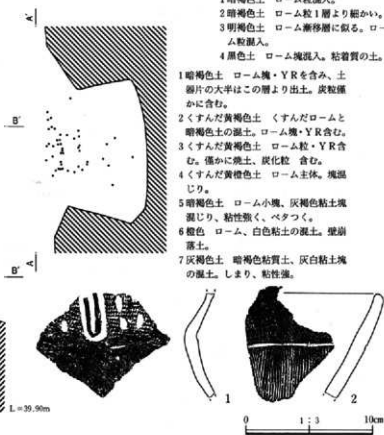 1暗褐色土 ローム粒混入。
2暗褐色土 ローム粒1層より細かい。
3明褐色土 ローム漸移層に似る。ロー
ム粒混入。
4黒色土 ローム塊混入。粘着質の土。
1暗褐色土 ローム塊・YRを含み、土
器片の大半はこの層より出土。炭粒僅
かに含む。
2くすんだ黄褐色土 くすんだロームと
暗褐色土の混土。ローム塊・YR含む。
3くすんだ黄褐色土 ローム粒・YR含
む。僅かに焼土、炭化粒 含む。
4くすんだ黄橙色土 ローム主体。塊混
じり。
5暗褐色土 ローム小塊、灰褐色粘土塊
混じり、粘性強く、ベタつく。
6橙色 ローム、白色粘土の混土。壁崩
落土。
7灰褐色土 暗褐色粘質土、灰白粘土塊
の混土。しまり、粘性強。
A'
B'
A
B'
L=39.90m
1
2
0 1:3 10cm